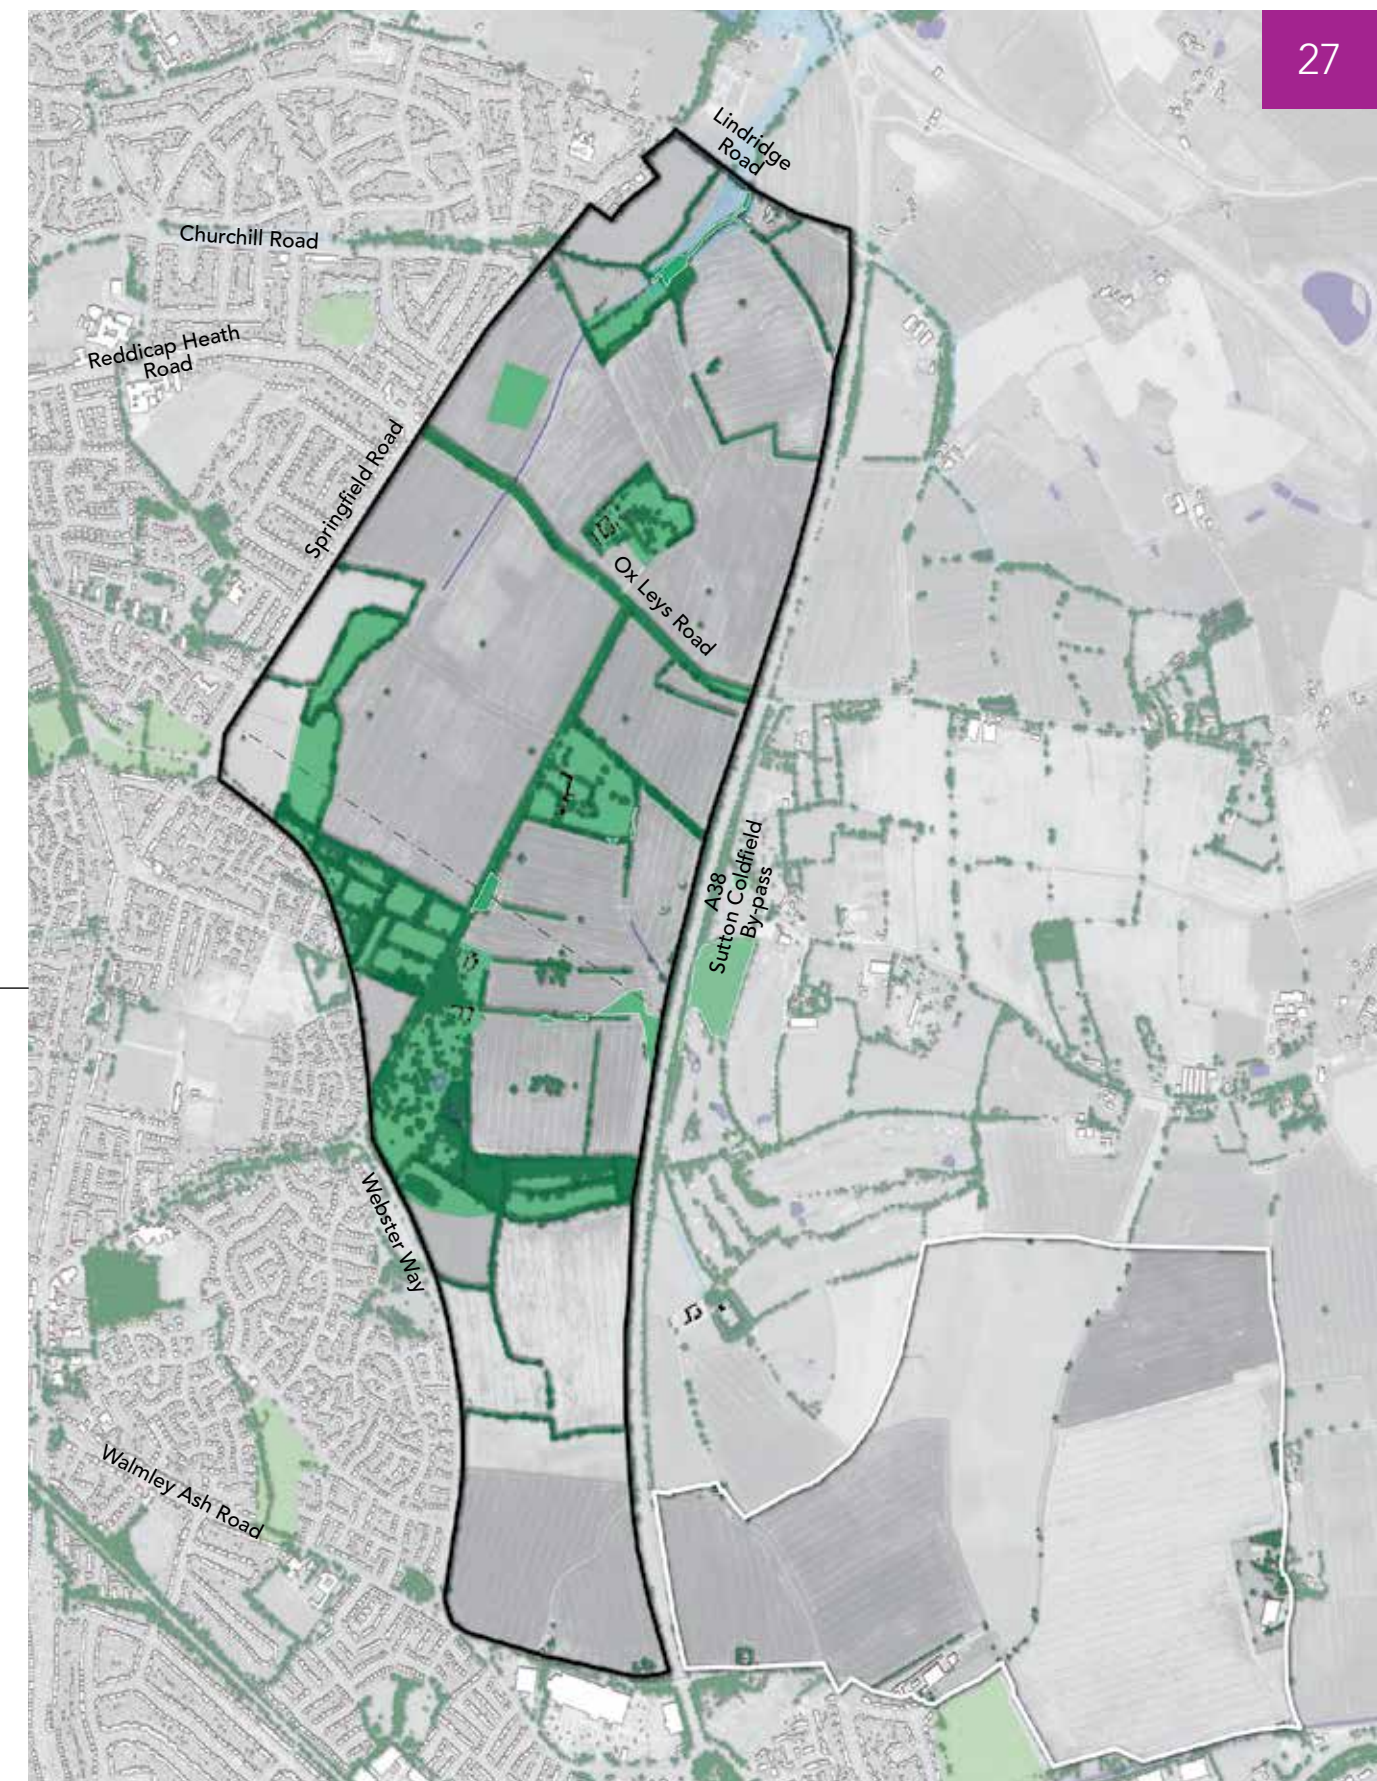 27
Lindridge
Road
Churchill Road
Reddicap Heath
Road
Springfield Road
Ox Leys Road
A38
Sutton Coldfield
By-pass
Webster Way
Walmley Ash Road